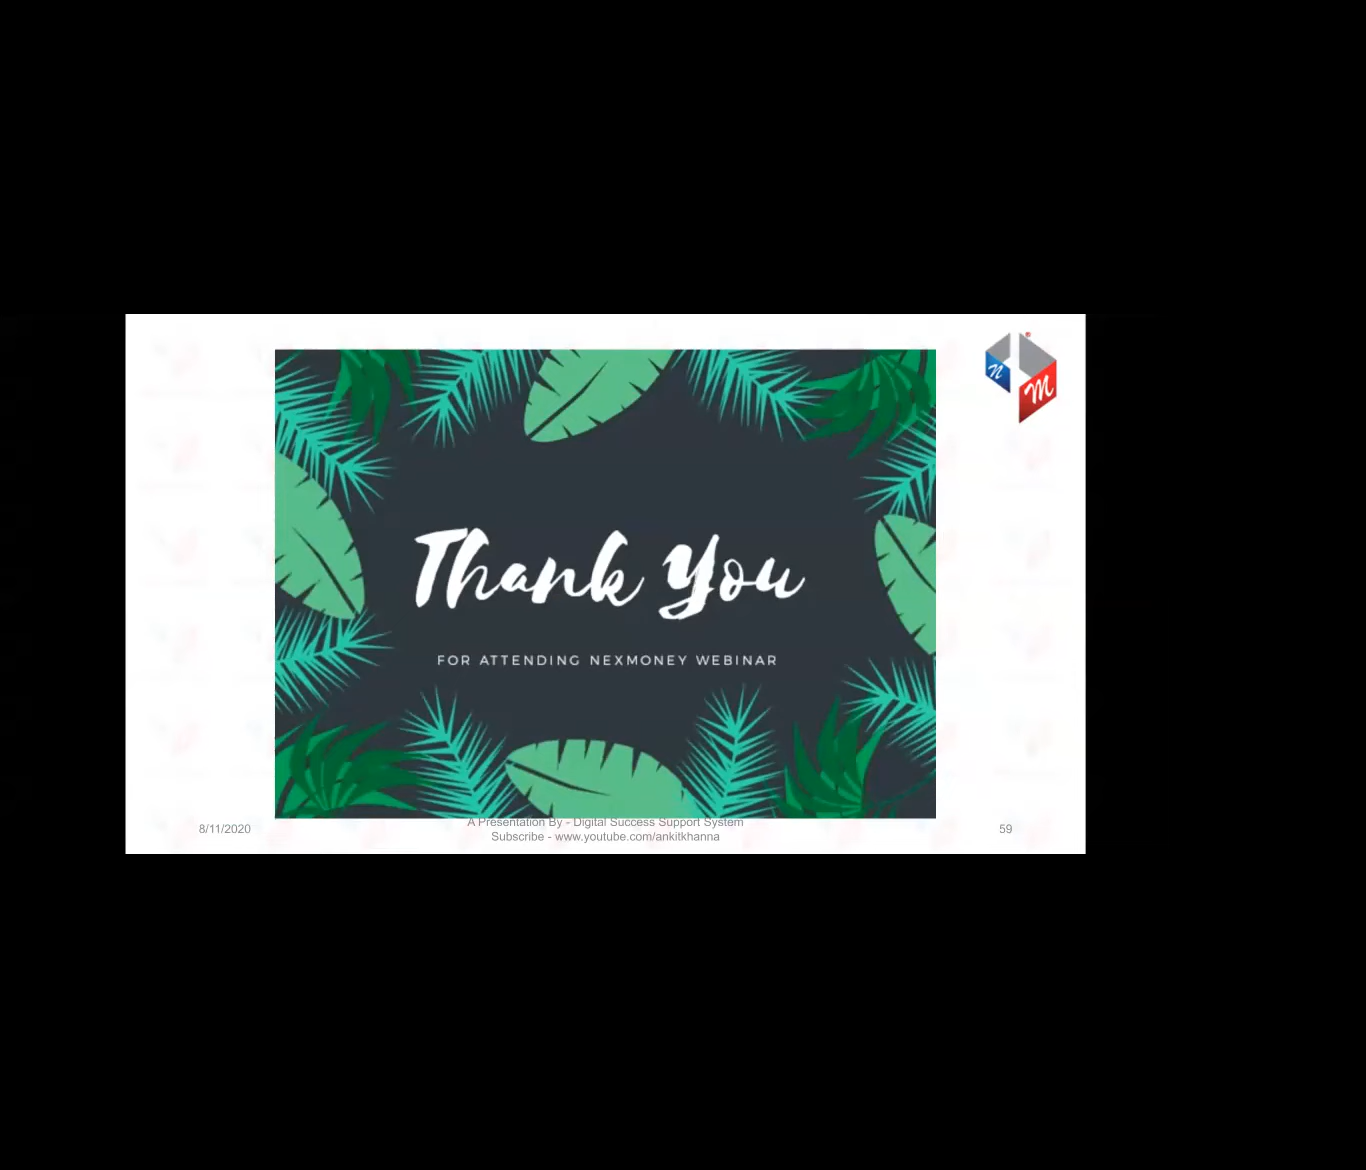 n
m
Thank You
FOR ATTENDING NEXMONEY WEBINAR
8/11/2020
A Presentation By - Digital Success Support System
Subscribe - www.youtube.com/ankitkhanna
59